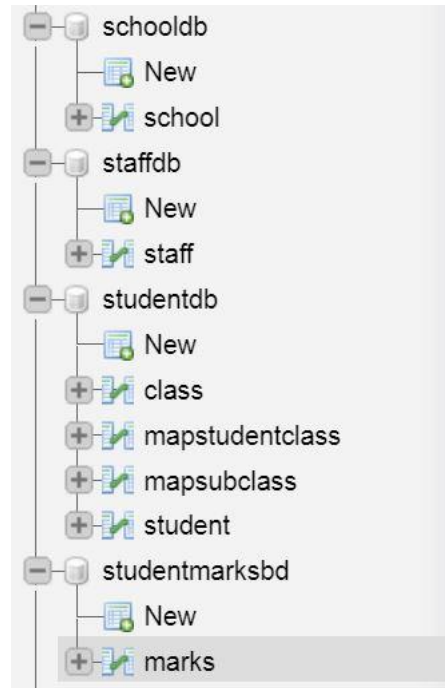 schooldb
New
school
staffdb
New
staff
studentdb
New
class
mapstudentclass
mapsubclass
student
studentmarksbd
New
marks